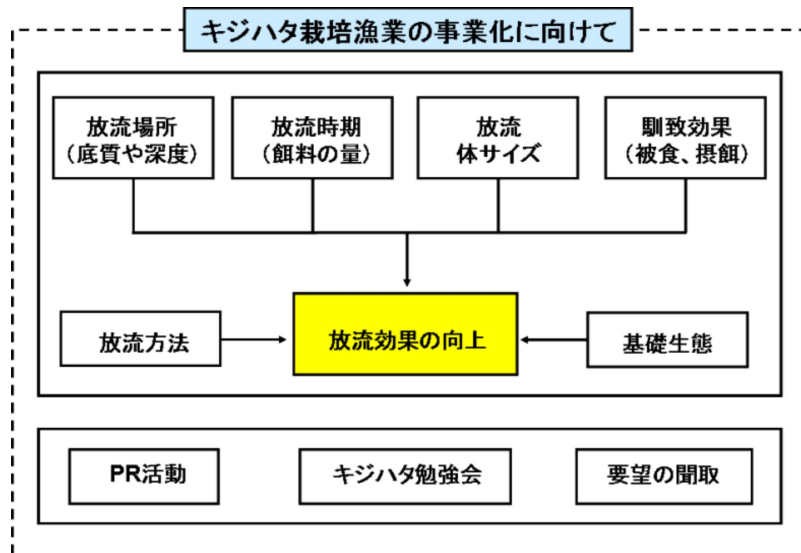 キジハタ栽培漁業の事業化に向けて
放流場所
(底質や深度)
放流時期
(餌料の量)
放流
体サイズ
馴致効果
(被食、摂餌)
放流方法
放流効果の向上
基礎生態
PR活動
キジハタ勉強会
要望の聞取